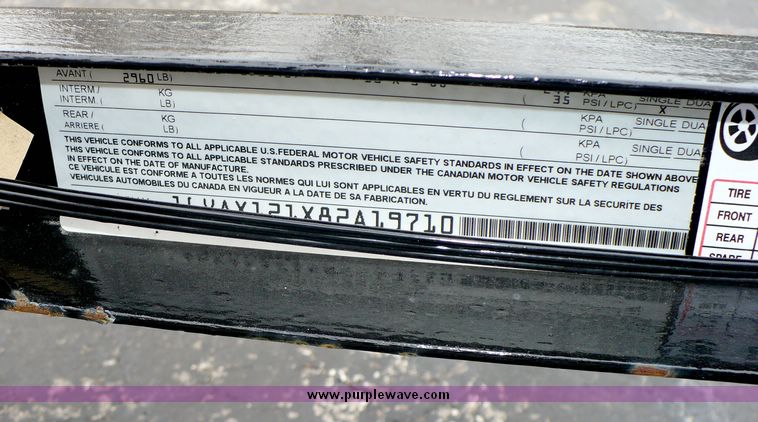 AVANT ( 2960 LB)
KPA
35 PSI / LPC) SINGLE DUA
X
INTERM / KG
INTERM. ( LB)
REAR / KG ( KPA SINGLE DUA
ARRIERE ( LB) PSI / LPC)
( KPA
PSI / LPC) SINGLE DUA
THIS VEHICLE CONFORMS TO ALL APPLICABLE U.S.FEDERAL MOTOR VEHICLE SAFETY STANDARDS IN EFFECT ON THE DATE SHOWN ABOVE
THIS VEHICLE CONFORMS TO ALL APPLICABLE STANDARDS PRESCRIBED UNDER THE CANADIAN MOTOR VEHICLE SAFETY REGULATIONS
IN EFFECT ON THE DATE OF MANUFACTURE.
CE VEHICULE EST CONFORME A TOUTES LES NORMES QUI LUI SONT APPLICABLES EN VERTU DU REGLEMENT SUR LA SECURITE DES
VEHICULES AUTOMOBILES DU CANADA EN VIGUEUR A LA DATE DE SA FABRICATION.
121XA2A19710
TIRE
FRONT
REAR
www.purplewave.com